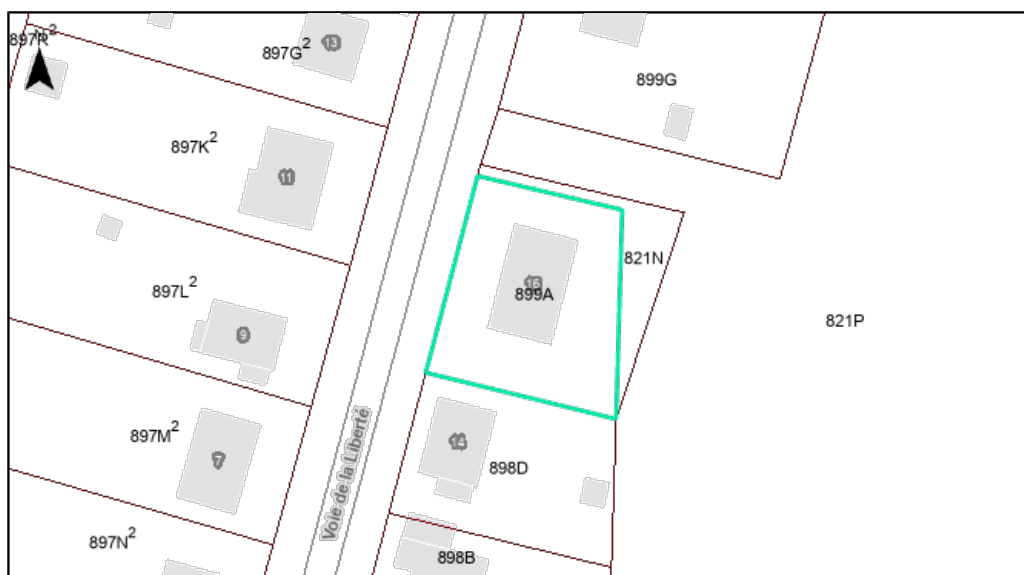 897R²
897G²
13
899G
897K²
11
821N
16
899A
897L²
821P
9
897M²
7
14
898D
Voie de la Liberté
897N²
898B